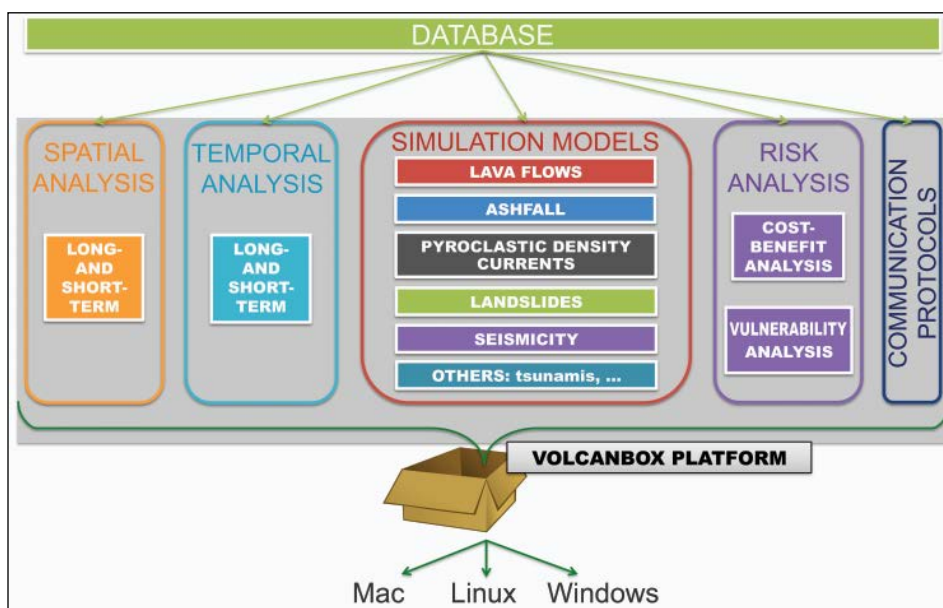 DATABASE
SPATIAL
ANALYSIS
LONG-
AND
SHORT-
TERM
TEMPORAL
ANALYSIS
LONG-
AND
SHORT-
TERM
SIMULATION MODELS
LAVA FLOWS
ASHFALL
PYROCLASTIC DENSITY
CURRENTS
LANDSLIDES
SEISMICITY
OTHERS: tsunamis, ...
RISK
ANALYSIS
COST-
BENEFIT
ANALYSIS
VULNERABILITY
ANALYSIS
COMMUNICATION
PROTOCOLS
VOLCANBOX PLATFORM
Mac
Linux
Windows